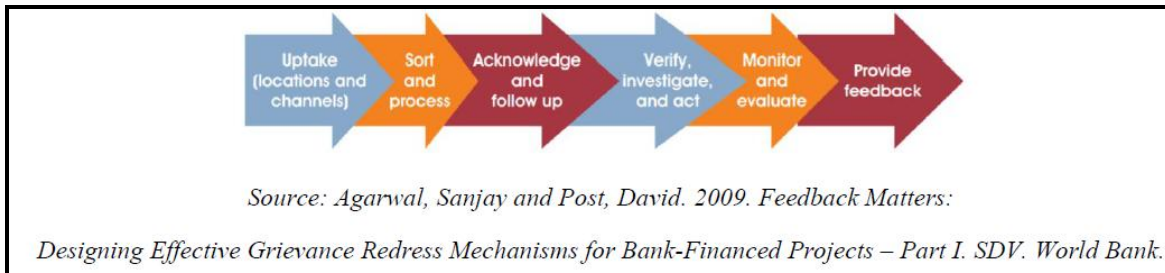 Uptake
(locations and
channels)
Sort
and
process
Acknowledge
and
follow up
Verify,
investigate,
and act
Monitor
and
evaluate
Provide
feedback
Source: Agarwal, Sanjay and Post, David. 2009. Feedback Matters:
Designing Effective Grievance Redress Mechanisms for Bank-Financed Projects – Part I. SDV. World Bank.